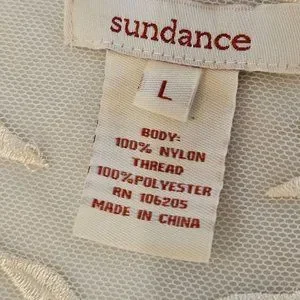 sundance
L
BODY:
100% NYLON
THREAD
100%POLYESTER
RN 106205
MADE IN CHINA